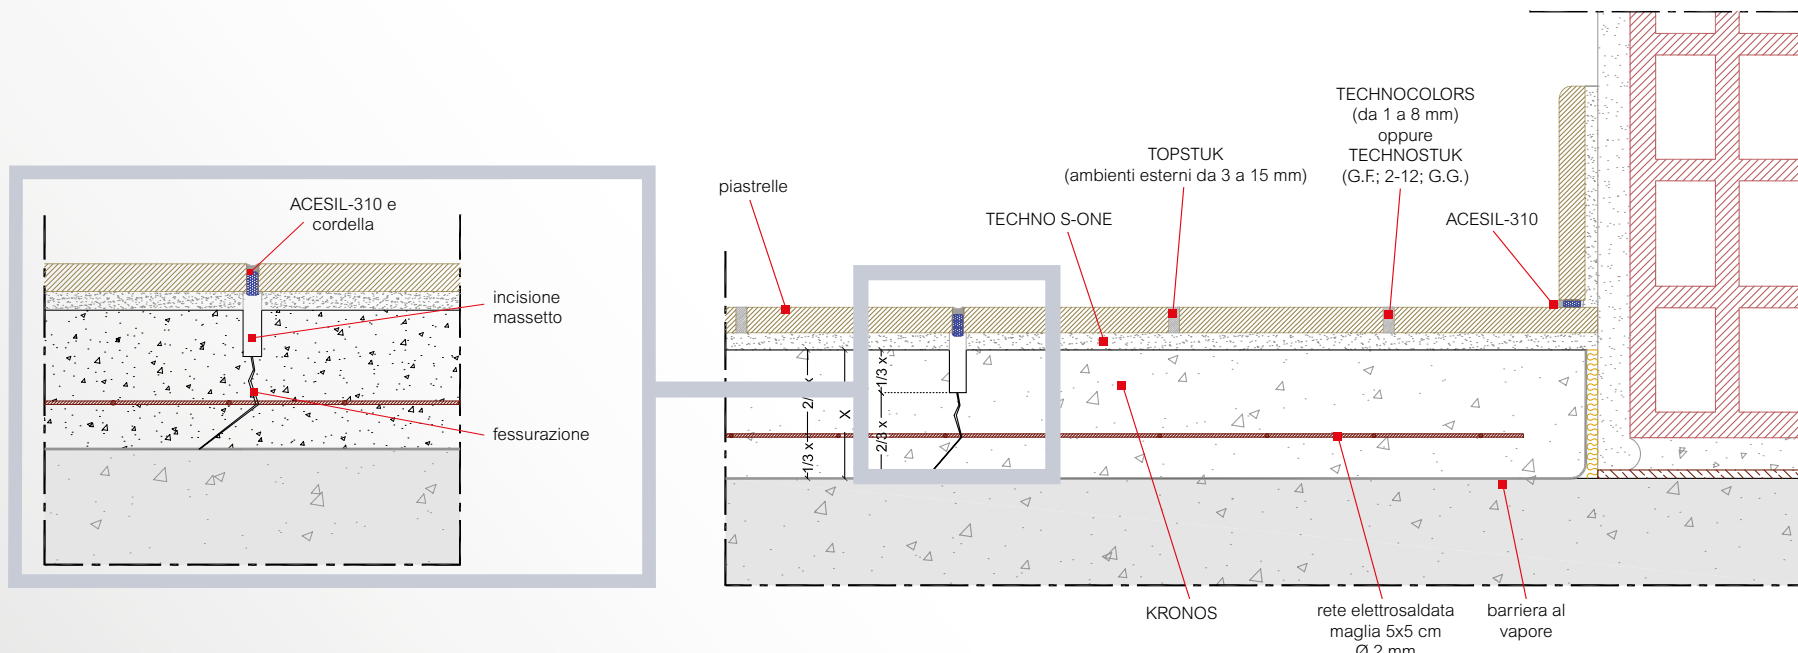 ACESIL-310 e
cordella
incisione
massetto
fessurazione
piastrelle
TECHNO S-ONE
TOPSTUK
(ambienti esterni da 3 a 15 mm)
TECHNOCOLORS
(da 1 a 8 mm)
oppure
TECHNOSTUK
(G.F.; 2-12; G.G.)
ACESIL-310
1/3 x
2/
X
2/3 x
1/3 x
KRONOS
rete elettrosaldata
maglia 5x5 cm
Ø 2 mm
barriera al
vapore